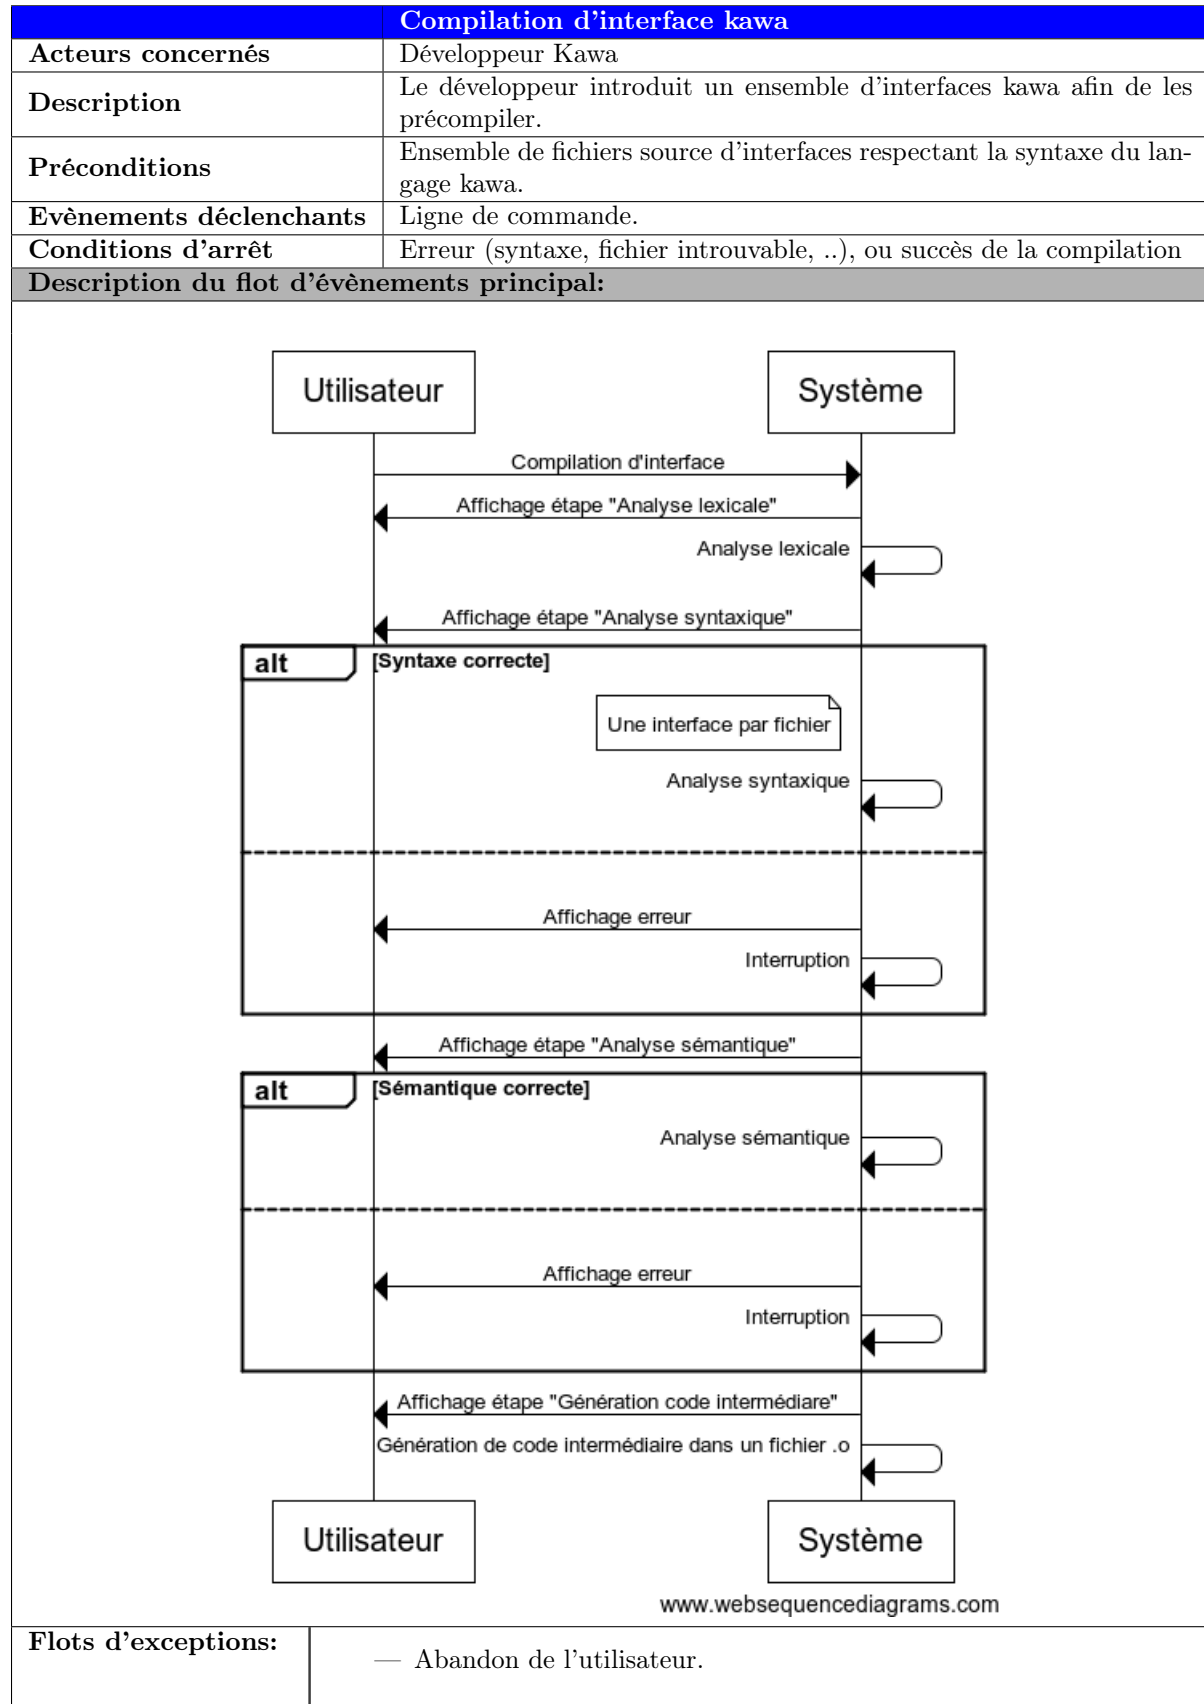 Compilation d'interface kawa
Acteurs concernés
Développeur Kawa
Description
Le développeur introduit un ensemble d'interfaces kawa afin de les
précompiler.
Préconditions
Ensemble de fichiers source d'interfaces respectant la syntaxe du lan-
gage kawa.
Evènements déclenchants
Ligne de commande.
Conditions d'arrêt
Erreur (syntaxe, fichier introuvable, ..), ou succès de la compilation
Description du flot d'évènements principal:
Utilisateur
Système
Compilation d'interface
Affichage étape "Analyse lexicale"
Analyse lexicale
Affichage étape "Analyse syntaxique"
alt
[Syntaxe correcte]
Une interface par fichier
Analyse syntaxique
Affichage erreur
Interruption
Affichage étape "Analyse sémantique"
alt
[Sémantique correcte]
Analyse sémantique
Affichage erreur
Interruption
Affichage étape "Génération code intermédiare"
Génération de code intermédiaire dans un fichier .o
Utilisateur
Système
www.websequencediagrams.com
Flots d'exceptions:
— Abandon de l'utilisateur.